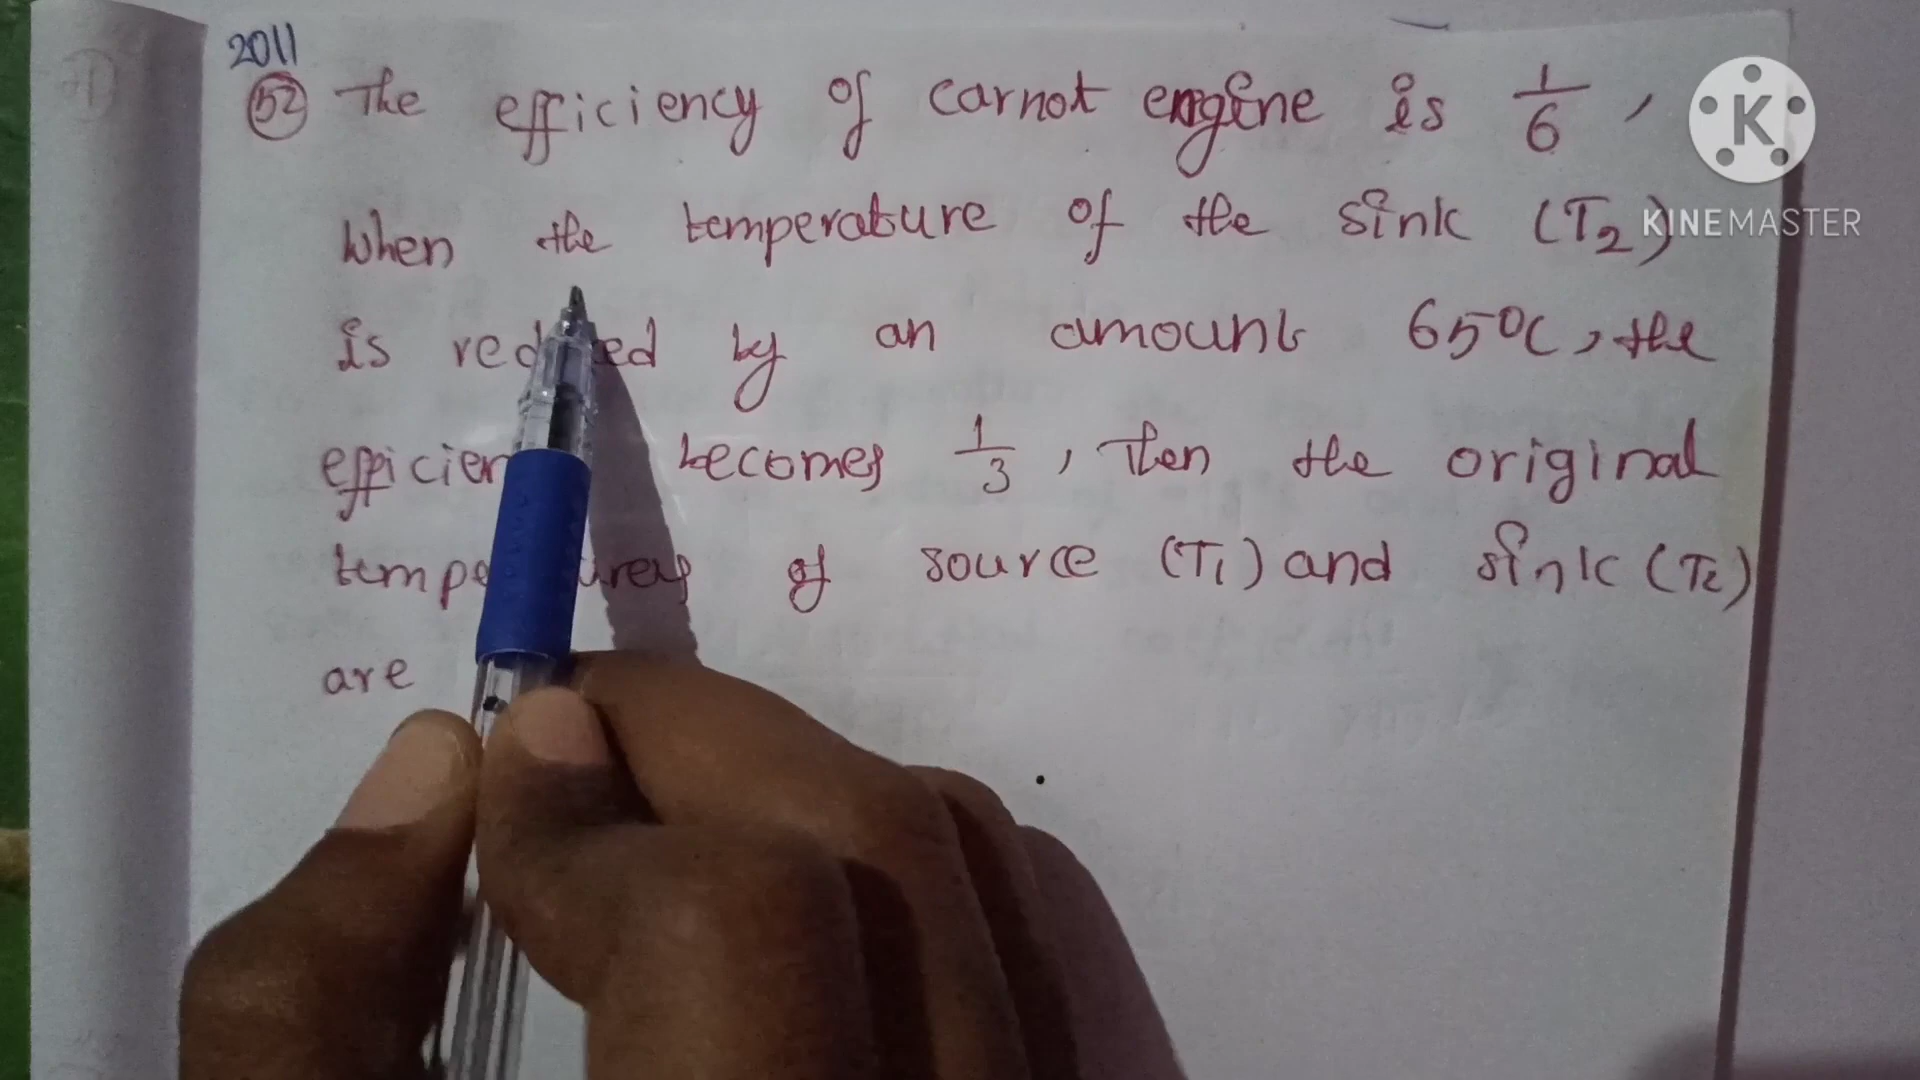 2011
52 The efficiency of carnot engine is 1/6,
K
When the temperature of the sink (T2)
KINEMASTER
is reduced by an amount 65°C, the
efficien becomes 1/3, Then the original
temp of source (T1) and sink (T2)
are